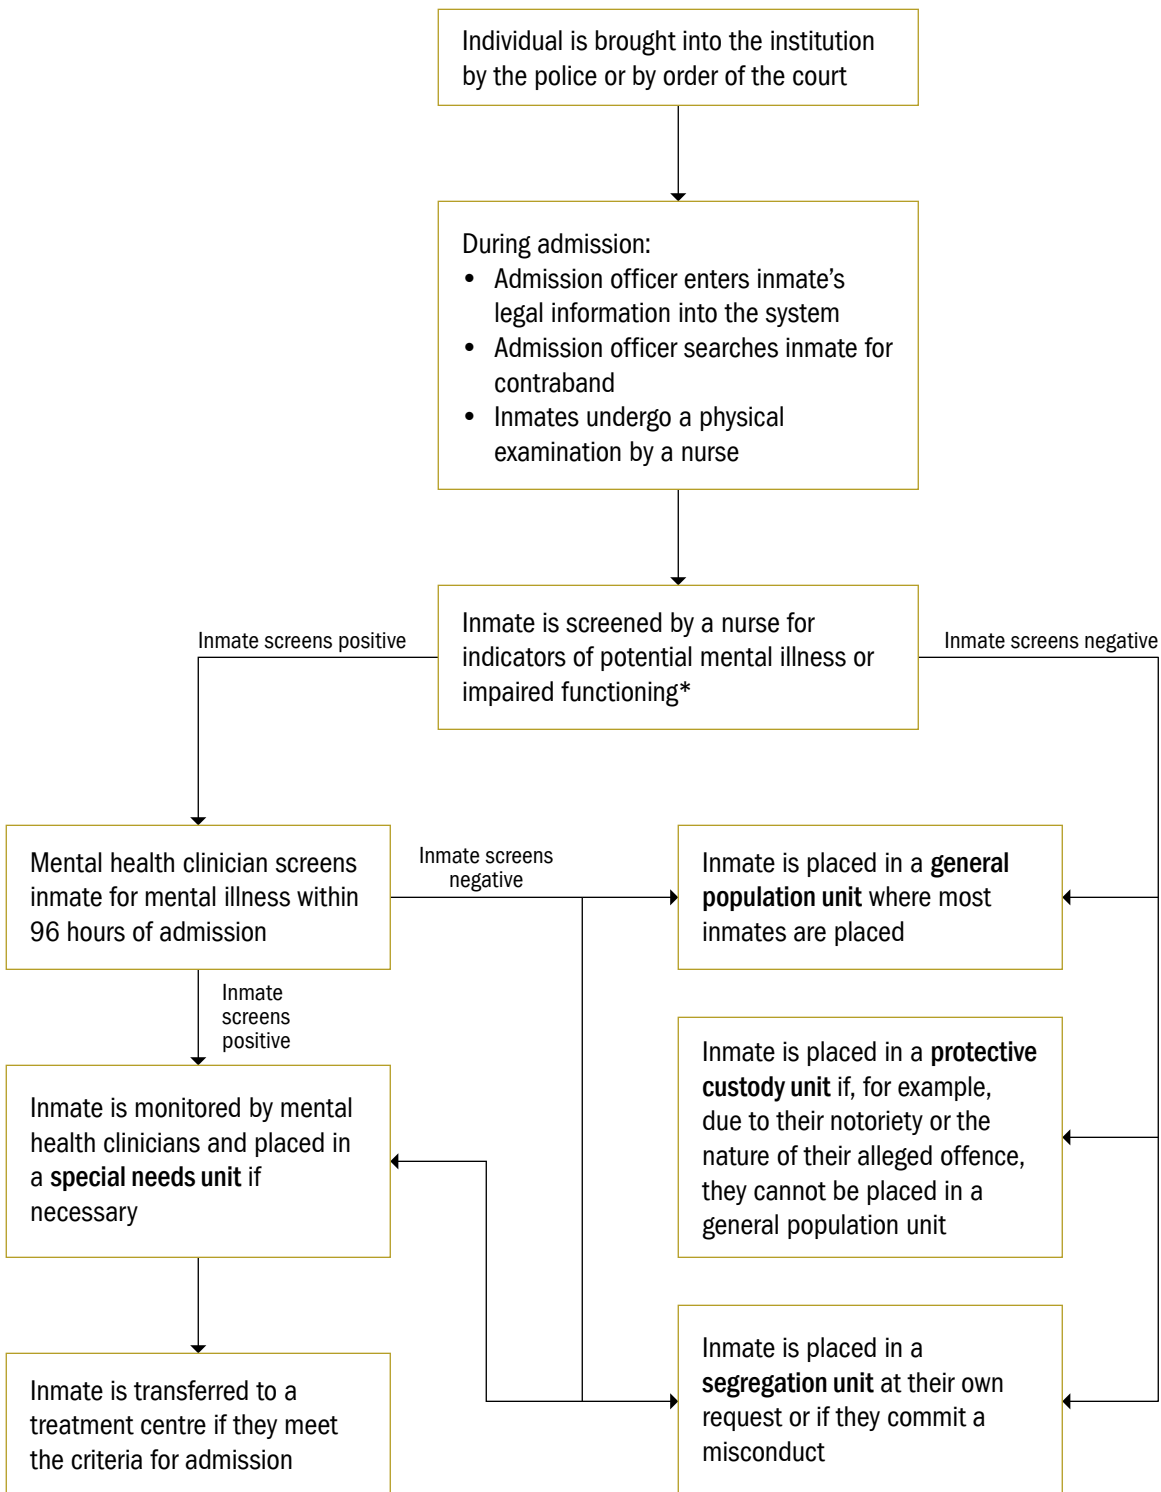 Individual is brought into the institution
by the police or by order of the court
During admission:
• Admission officer enters inmate’s
legal information into the system
• Admission officer searches inmate for
contraband
• Inmates undergo a physical
examination by a nurse
Inmate is screened by a nurse for
indicators of potential mental illness or
impaired functioning*
Inmate screens positive
Inmate screens negative
Mental health clinician screens
inmate for mental illness within
96 hours of admission
Inmate screens
negative
Inmate is placed in a general
population unit where most
inmates are placed
Inmate
screens
positive
Inmate is placed in a protective
custody unit if, for example,
due to their notoriety or the
nature of their alleged offence,
they cannot be placed in a
general population unit
Inmate is monitored by mental
health clinicians and placed in
a special needs unit if
necessary
Inmate is placed in a
segregation unit at their own
request or if they commit a
misconduct
Inmate is transferred to a
treatment centre if they meet
the criteria for admission